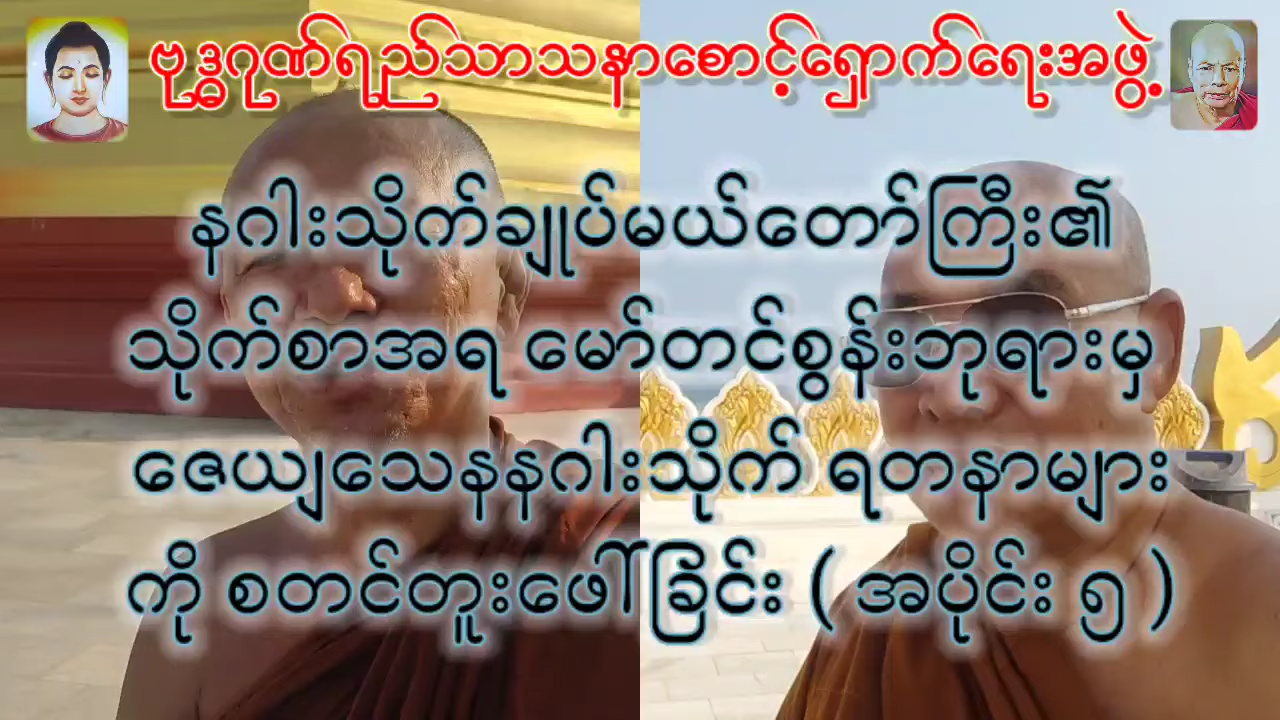 ဗုဒ္ဓဂုဏ်ရဲည်သာသနာစောင့်ရှောက်ရေးအဖွဲ့
နဂါးသိုက်ချုပ်မယ်တော်ကြီး၏
သိုက်စာအရ မော်တင်စွန်းဘုရားမှ
ဇေယျသေနနဂါးသိုက် ရတနာများ
ကို စတင်တူးဖေါ်ခြင်း ( အပိုင်း ၅ )